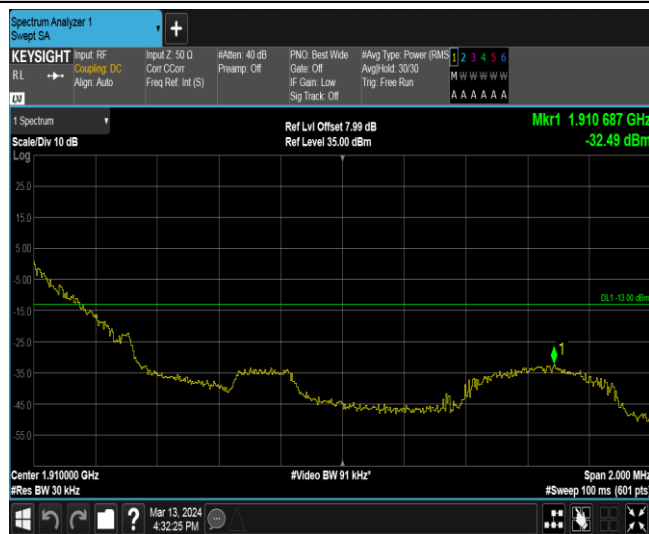 Spectrum Analyzer 1
Swept SA
+
KEYSIGHT
RL
LXI
Input: RF
Coupling: DC
Align: Auto
Input Z: 50 Ω
Corr CCorr
Freq Ref: Int (S)
#Atten: 40 dB
Preamp: Off
PNO: Best Wide
Gate: Off
IF Gain: Low
Sig Track: Off
#Avg Type: Power (RMS
Avg|Hold: 30/30
Trig: Free Run
1 2 3 4 5 6
M W W W W W
A A A A A A
1 Spectrum
Scale/Div 10 dB
Log
Ref Lvl Offset 7.99 dB
Ref Level 35.00 dBm
Mkr1 1.910 687 GHz
-32.49 dBm
25.0
15.0
5.00
-5.00
-15.0
-25.0
-35.0
-45.0
-55.0
DL1 -13.00 dBm
1
Center 1.910000 GHz
#Res BW 30 kHz
#Video BW 91 kHz*
Span 2.000 MHz
#Sweep 100 ms (601 pts)
?
Mar 13, 2024
4:32:25 PM